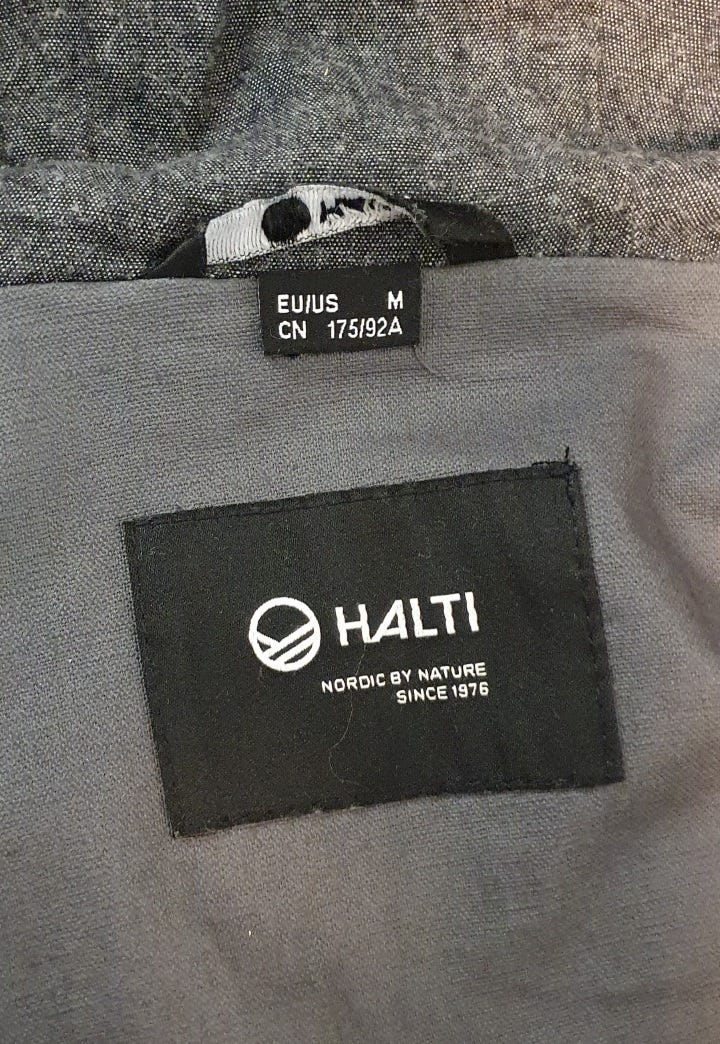 EU/US M
CN 175/92A
HALTI
NORDIC BY NATURE
SINCE 1976